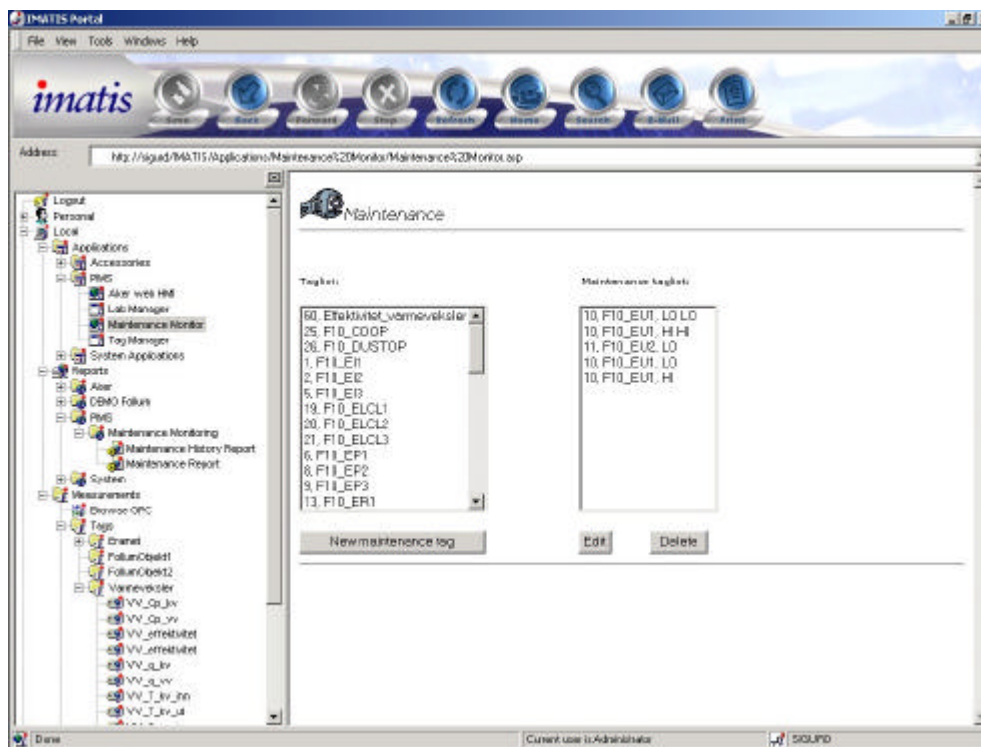 IMATIS Portal
File View Tools Windows Help
imatis
Save Back Forward Stop Refresh Home Search E-Mail Print
Address: http://sigurd/IMATIS/Applications/Maintenance%20Monitor/Maintenance%20Monitor.asp
Logout
Personal
Local
Applications
Accessories
PIMS
Aker web HMI
Lab Manager
Maintenance Monitor
Tag Manager
System Applications
Reports
Aker
DEMO Folium
PIMS
Maintenance Monitoring
Maintenance History Report
Maintenance Report
System
Measurements
Browse OPC
Tags
Eramet
FoliumObjekt1
FoliumObjekt2
Varmeveksler
VV_Cp_kv
VV_Cp_vv
VV_effektivitet
VV_effektivitet
VV_q_kv
VV_q_vv
VV_T_kv_inn
VV_T_kv_ut
Maintenance
Taglist:
60, Effektivitet_varmeveksler
25, F10_COOP
26, F10_DUSTOP
1, F10_EI1
2, F10_EI2
5, F10_EI3
19, F10_ELCL1
20, F10_ELCL2
21, F10_ELCL3
6, F10_EP1
8, F10_EP2
9, F10_EP3
13, F10_ER1
New maintenance tag
Maintenance taglist:
10, F10_EU1, LO LO
10, F10_EU1, HI HI
11, F10_EU2, LO
10, F10_EU1, LO
10, F10_EU1, HI
Edit Delete
Done
Current user is Administrator
SIGURD